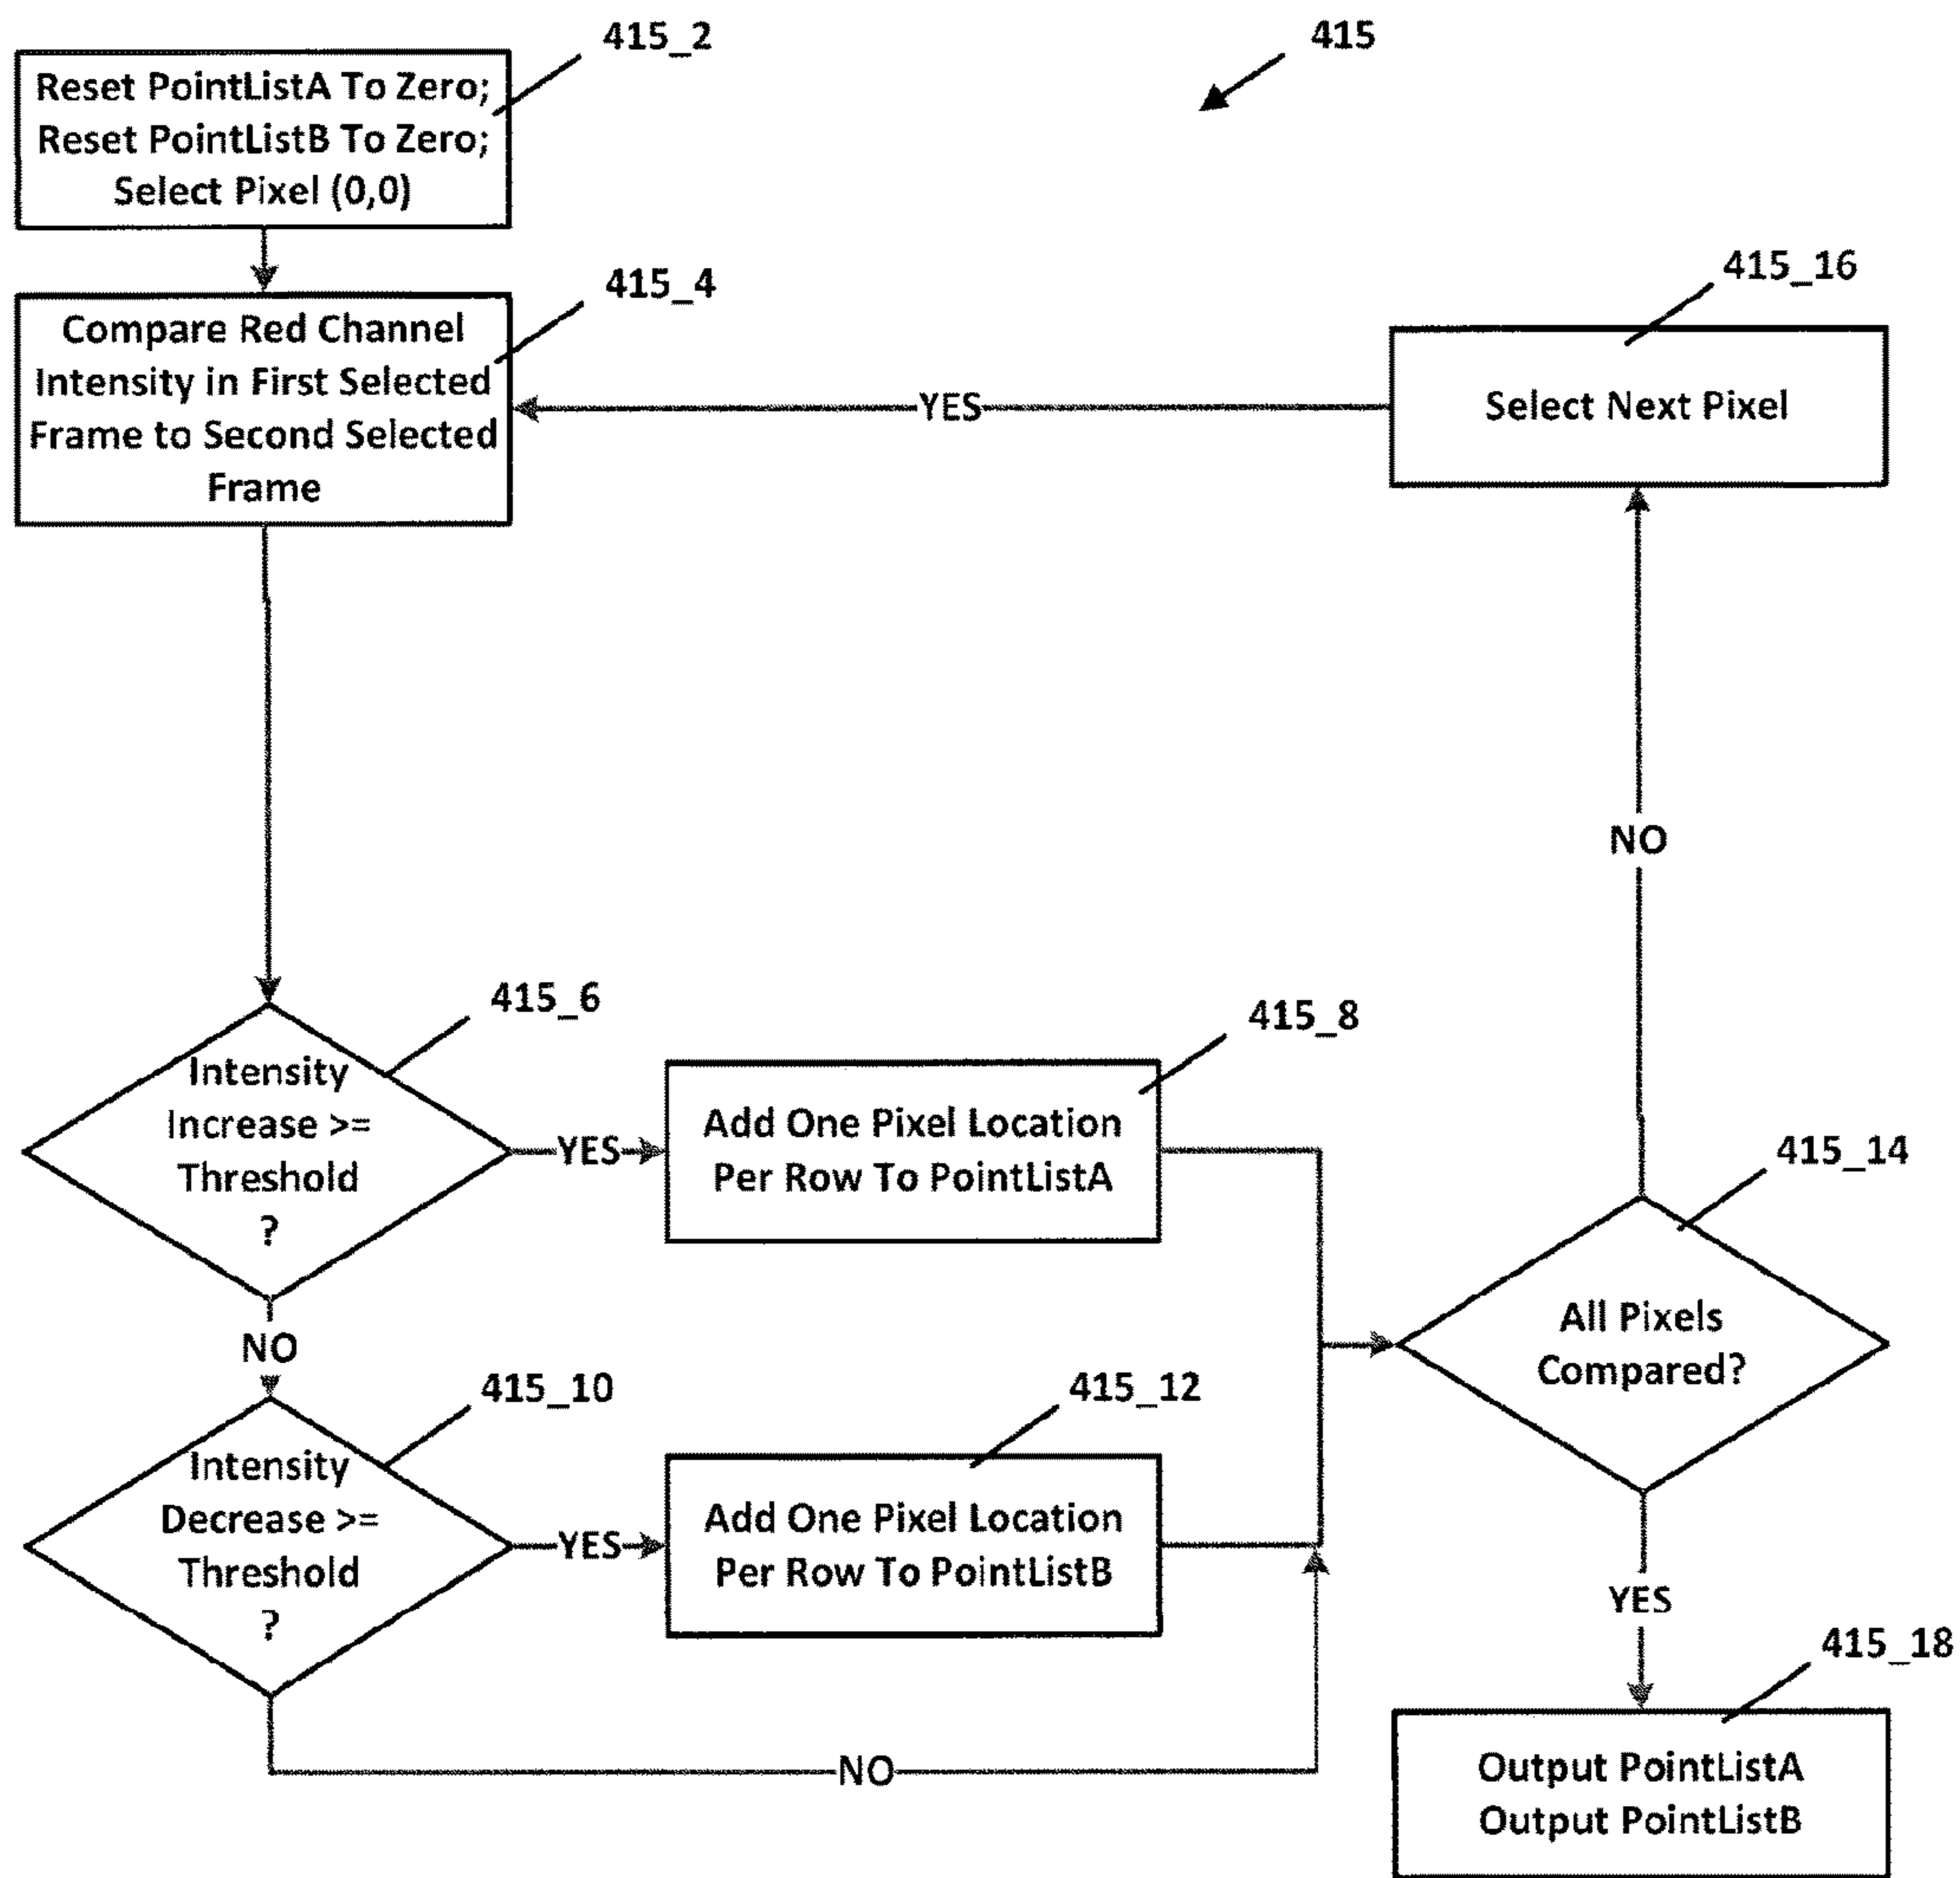 415_2
415
Reset PointListA To Zero;
Reset PointListB To Zero;
Select Pixel (0,0)
415_4
Compare Red Channel
Intensity in First Selected
Frame to Second Selected
Frame
415_16
Select Next Pixel
YES
NO
415_6
Intensity
Increase >=
Threshold
?
YES
415_8
Add One Pixel Location
Per Row To PointListA
NO
415_10
Intensity
Decrease >=
Threshold
?
YES
415_12
Add One Pixel Location
Per Row To PointListB
NO
415_14
All Pixels
Compared?
YES
415_18
Output PointListA
Output PointListB